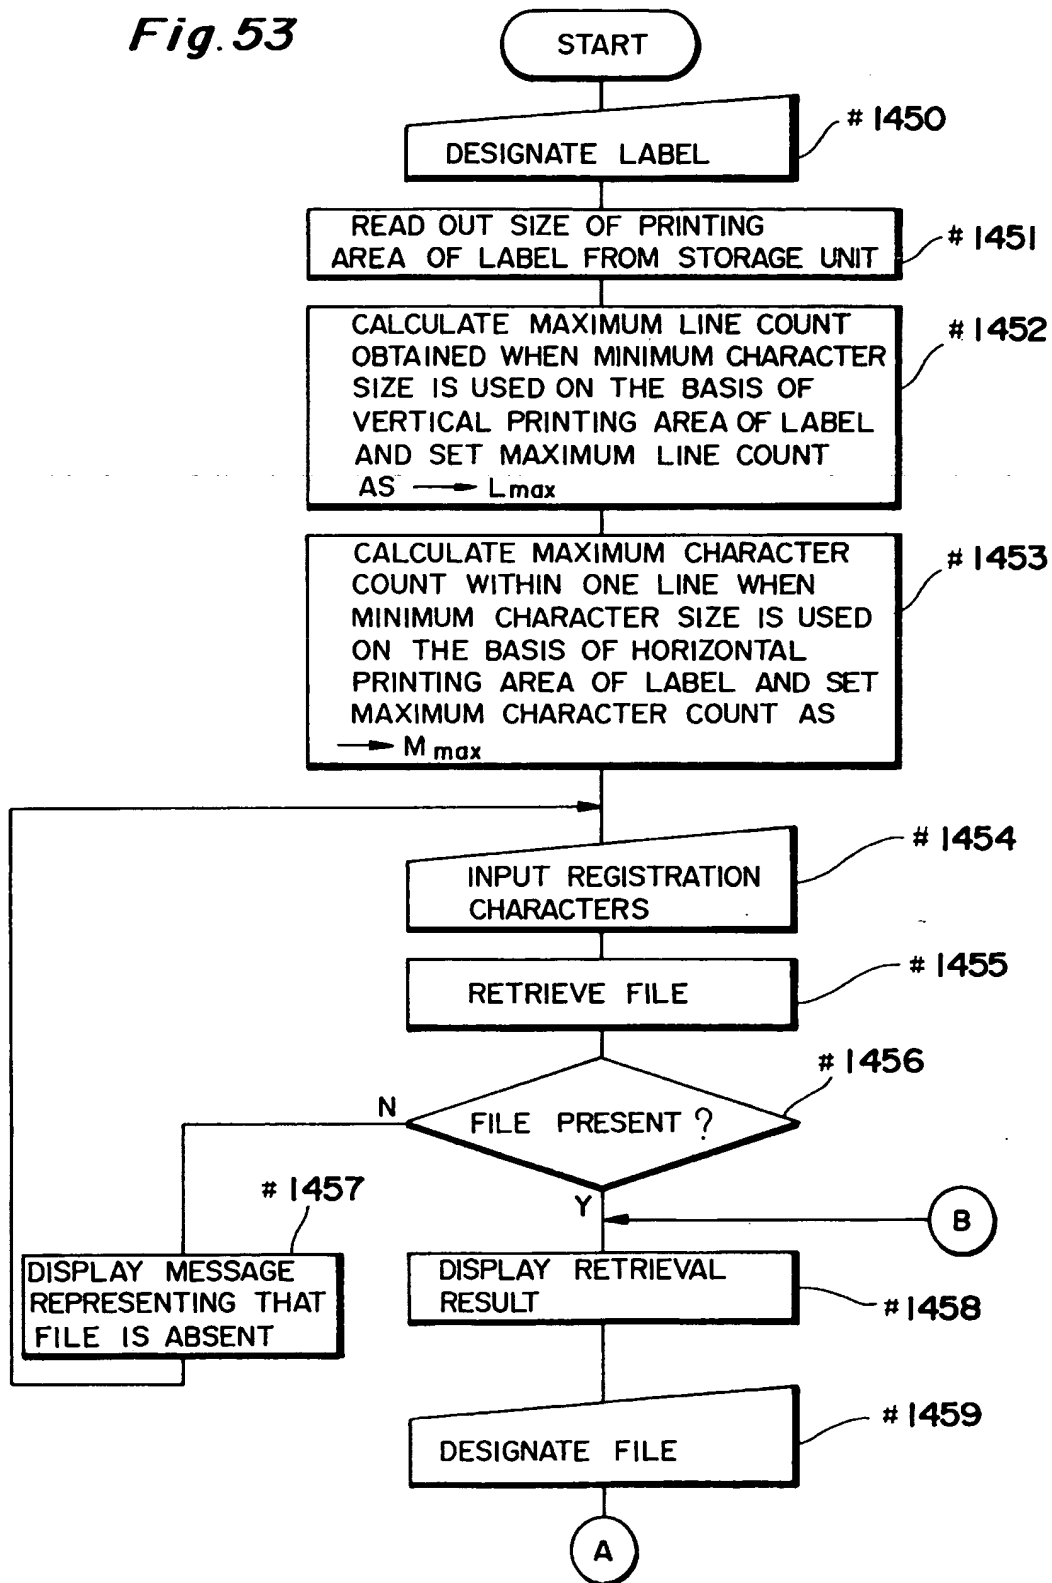 Fig. 53
START
# 1450
DESIGNATE LABEL
READ OUT SIZE OF PRINTING
AREA OF LABEL FROM STORAGE UNIT
# 1451
CALCULATE MAXIMUM LINE COUNT
OBTAINED WHEN MINIMUM CHARACTER
SIZE IS USED ON THE BASIS OF
VERTICAL PRINTING AREA OF LABEL
AND SET MAXIMUM LINE COUNT
AS → Lmax
# 1452
CALCULATE MAXIMUM CHARACTER
COUNT WITHIN ONE LINE WHEN
MINIMUM CHARACTER SIZE IS USED
ON THE BASIS OF HORIZONTAL
PRINTING AREA OF LABEL AND SET
MAXIMUM CHARACTER COUNT AS
→ Mmax
# 1453
# 1454
INPUT REGISTRATION
CHARACTERS
# 1455
RETRIEVE FILE
# 1456
N
FILE PRESENT ?
# 1457
Y
B
DISPLAY MESSAGE
REPRESENTING THAT
FILE IS ABSENT
DISPLAY RETRIEVAL
RESULT
# 1458
# 1459
DESIGNATE FILE
A